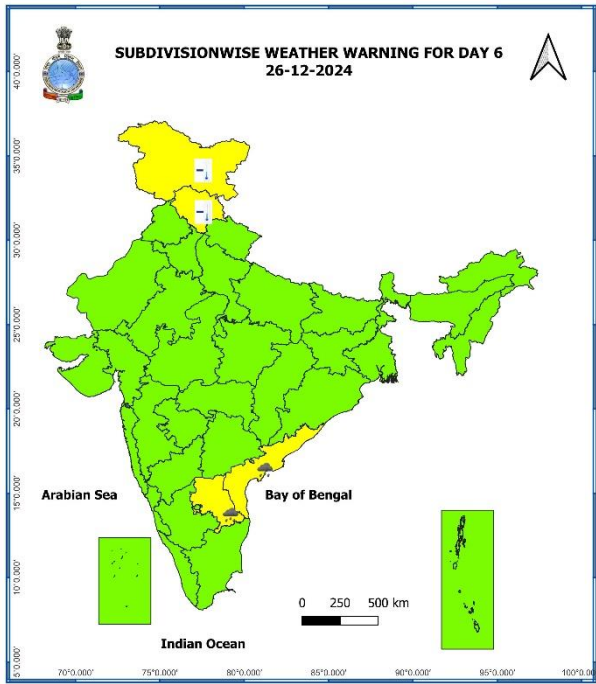 SUBDIVISIONWISE WEATHER WARNING FOR DAY 6
26-12-2024
40°0.000'
35°0.000'
30°0.000'
25°0.000'
20°0.000'
Arabian Sea
Bay of Bengal
15°0.000'
10°0.000'
0 250 500 km
Indian Ocean
5°0.000'
70°0.000' 75°0.000' 80°0.000' 85°0.000' 90°0.000' 95°0.000' 100°0.0